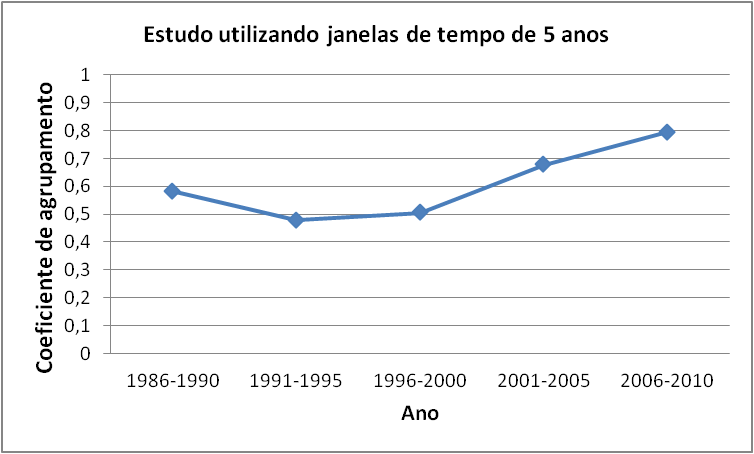 Estudo utilizando janelas de tempo de 5 anos
Coeficiente de agrupamento
1
0,9
0,8
0,7
0,6
0,5
0,4
0,3
0,2
0,1
0
1986-1990 1991-1995 1996-2000 2001-2005 2006-2010
Ano